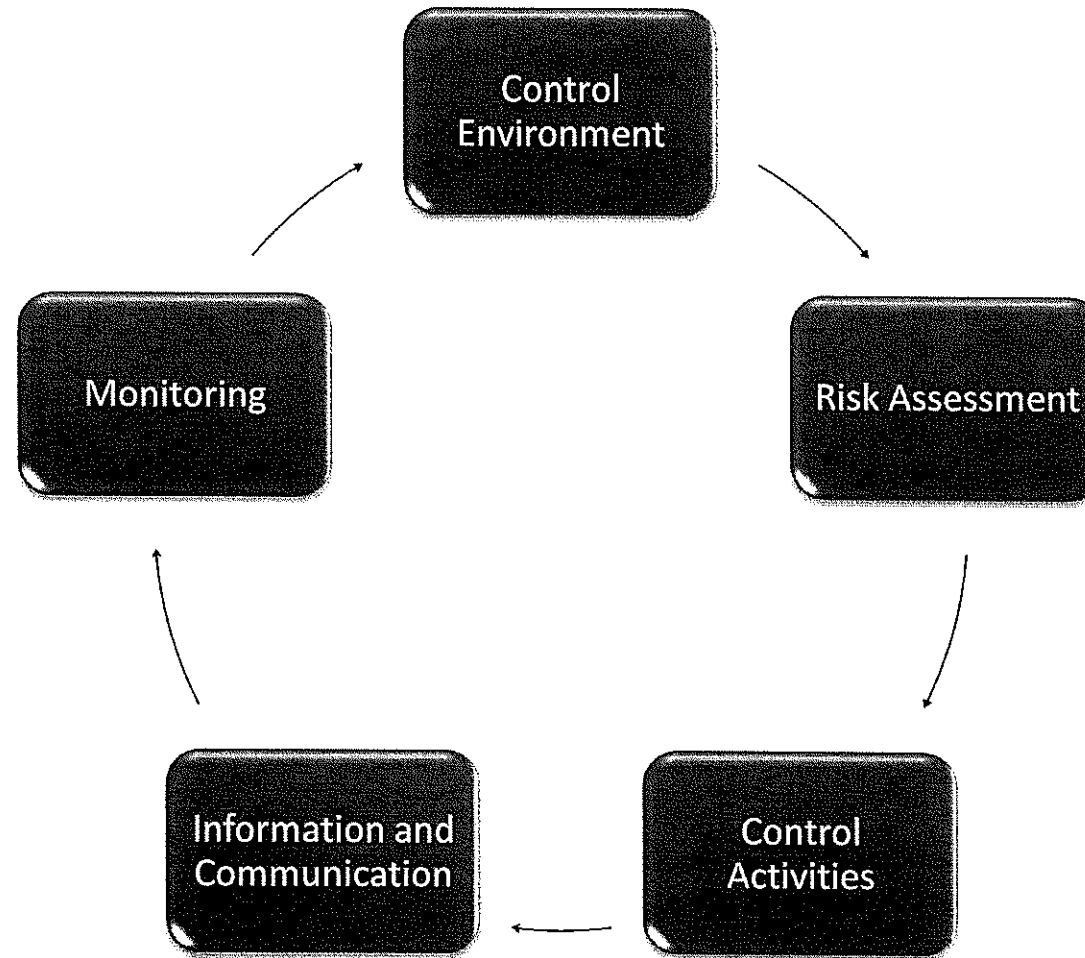 Control
Environment
Monitoring
Risk Assessment
Information and
Communication
Control
Activities